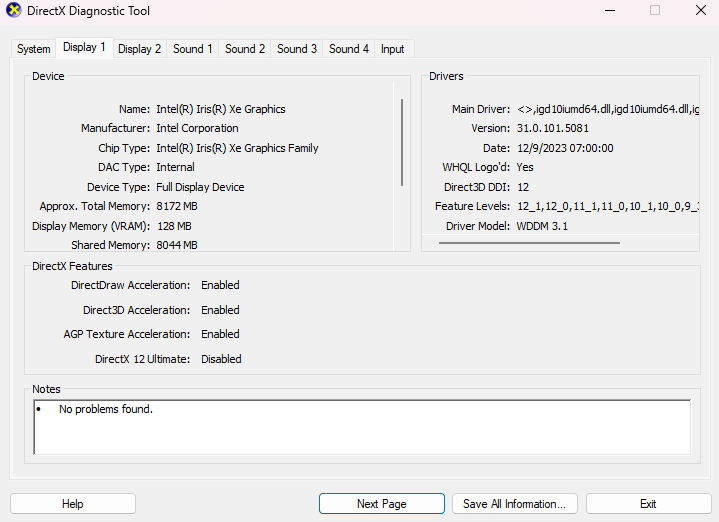 DirectX Diagnostic Tool
System Display 1 Display 2 Sound 1 Sound 2 Sound 3 Sound 4 Input
Device
Name: Intel(R) Iris(R) Xe Graphics
Manufacturer: Intel Corporation
Chip Type: Intel(R) Iris(R) Xe Graphics Family
DAC Type: Internal
Device Type: Full Display Device
Approx. Total Memory: 8172 MB
Display Memory (VRAM): 128 MB
Shared Memory: 8044 MB
Drivers
Main Driver: <>,igd10iumd64.dll,igd10iumd64.dll,ig
Version: 31.0.101.5081
Date: 12/9/2023 07:00:00
WHQL Logo'd: Yes
Direct3D DDI: 12
Feature Levels: 12_1,12_0,11_1,11_0,10_1,10_0,9_3
Driver Model: WDDM 3.1
DirectX Features
DirectDraw Acceleration: Enabled
Direct3D Acceleration: Enabled
AGP Texture Acceleration: Enabled
DirectX 12 Ultimate: Disabled
Notes
• No problems found.
Help Next Page Save All Information... Exit